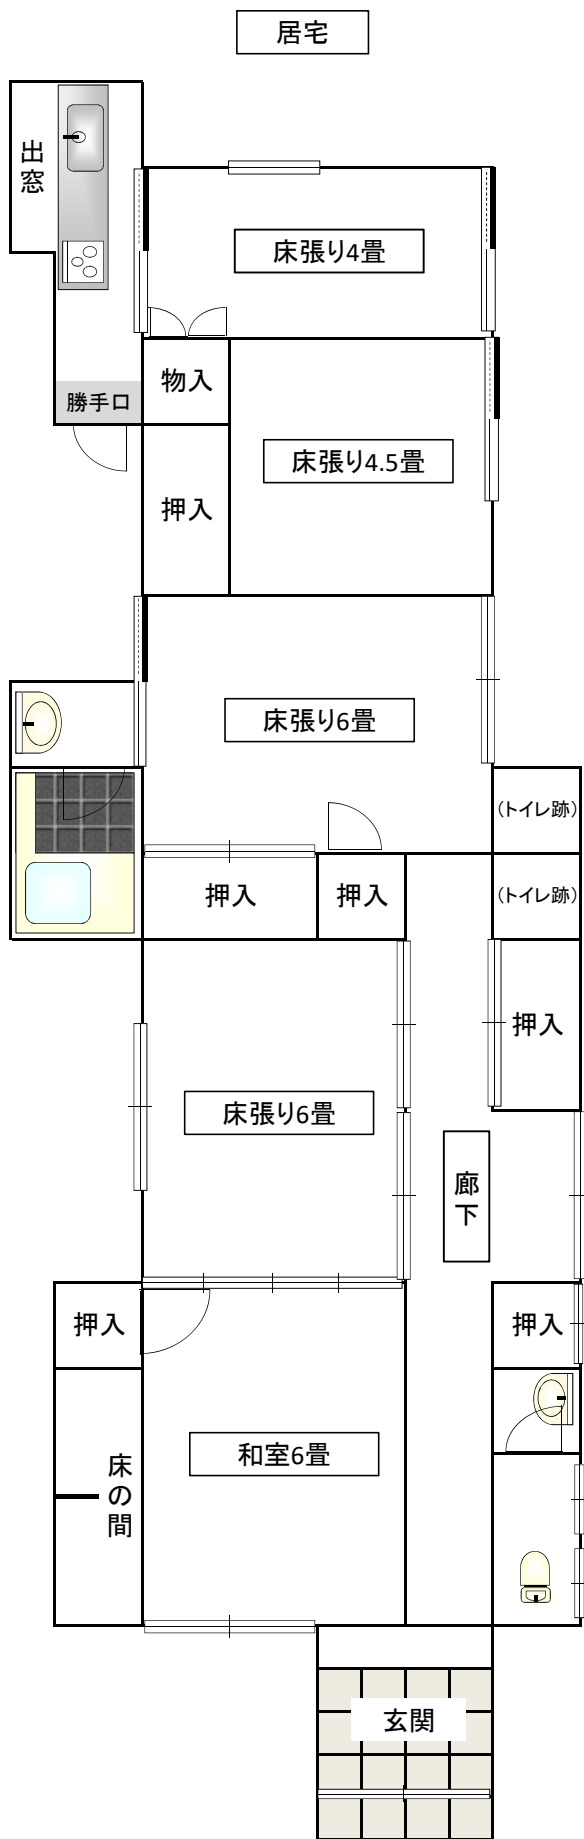 居宅
出窓
床張り4畳
物入
勝手口
床張り4.5畳
押入
床張り6畳
(トイレ跡)
押入
押入
(トイレ跡)
押入
床張り6畳
廊下
押入
押入
和室6畳
床の間
玄関